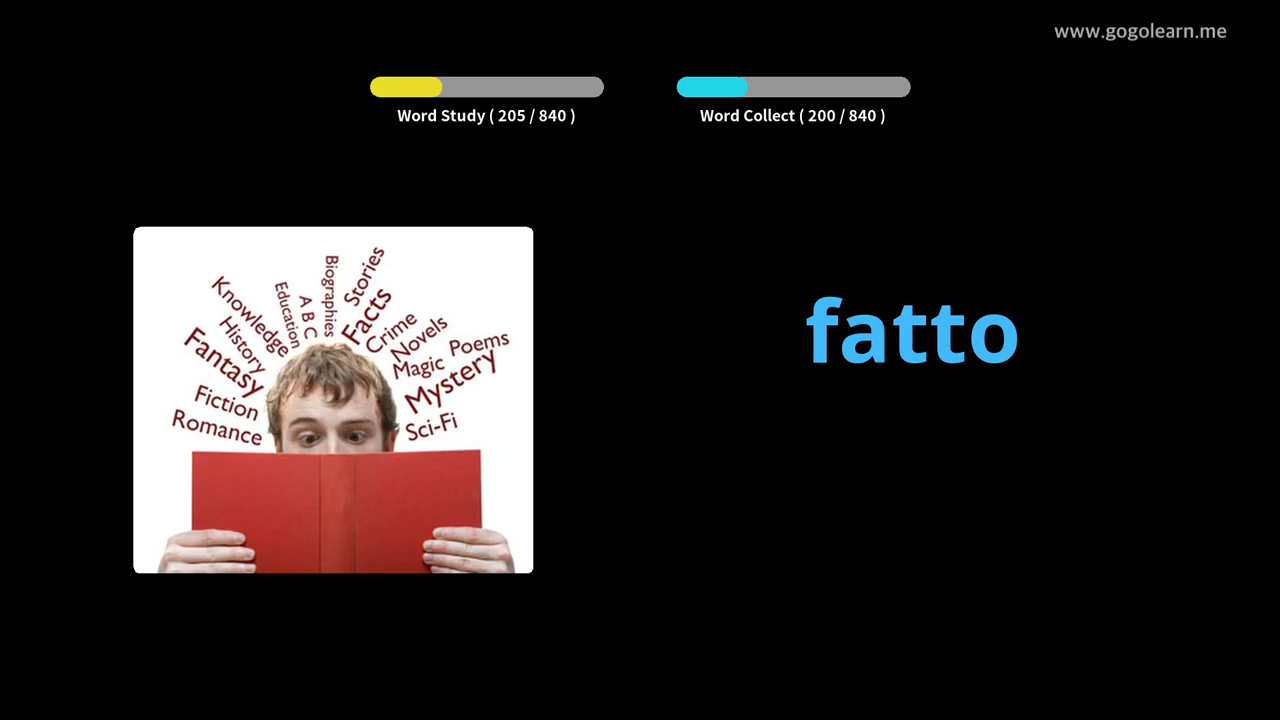 www.gogolearn.me
Word Study ( 205 / 840 )
Word Collect ( 200 / 840 )
Biographies
Stories
Education
A B C
Facts
Knowledge
Crime
History
Novels
Poems
Fantasy
Magic
Mystery
Fiction
Romance
Sci-Fi
fatto